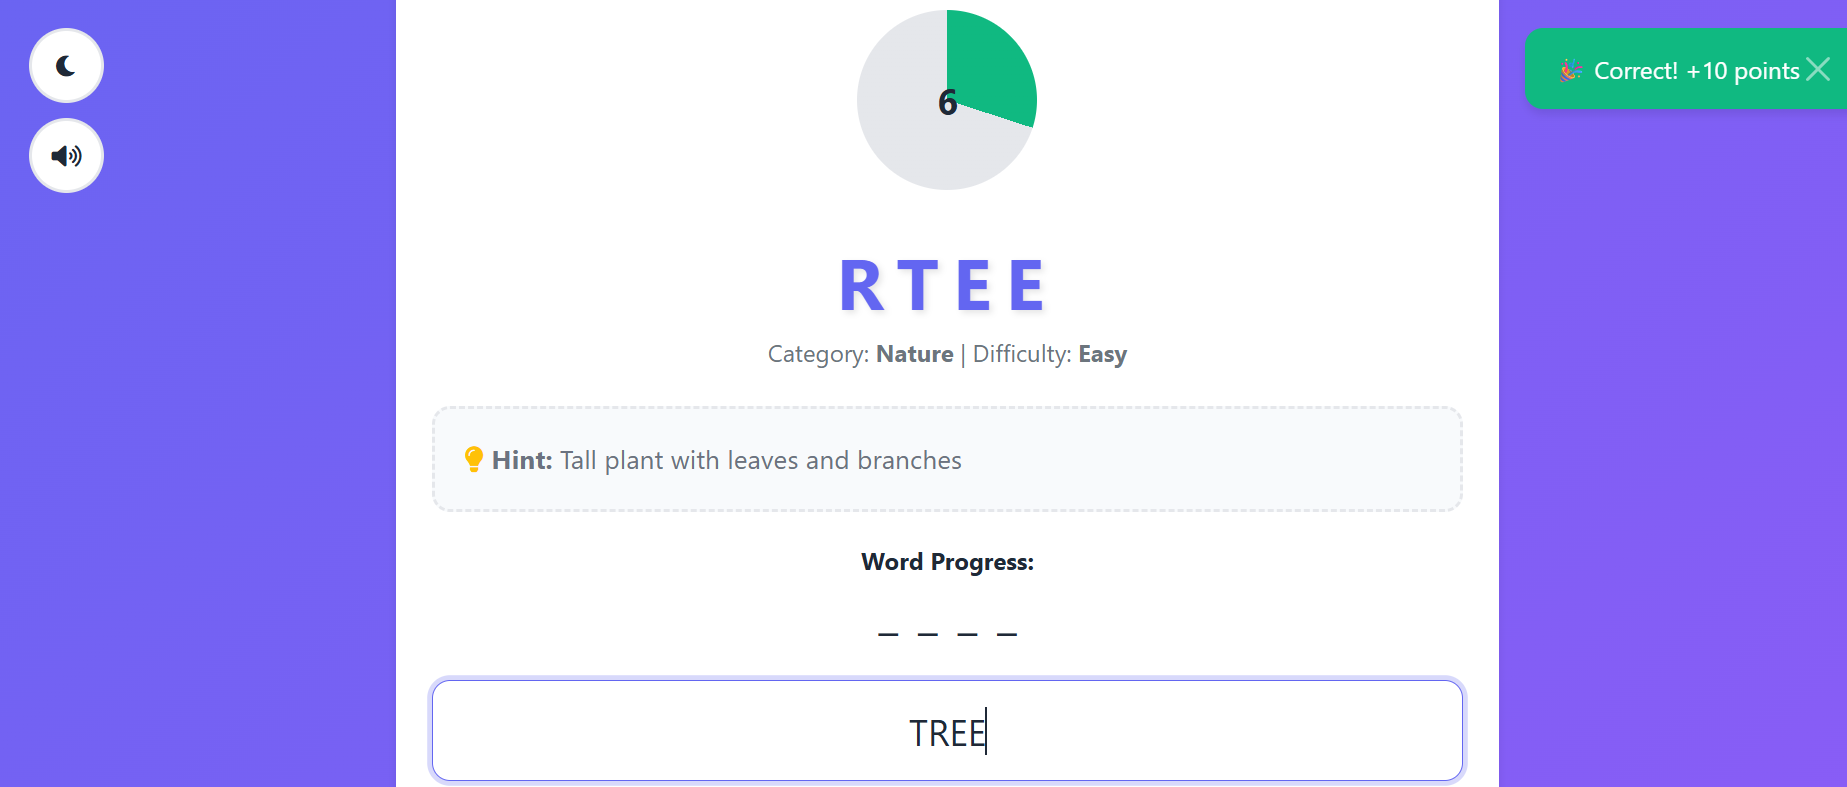 6
🎉 Correct! +10 points
RTEE
Category: Nature | Difficulty: Easy
Hint: Tall plant with leaves and branches
Word Progress:
_ _ _ _
TREE